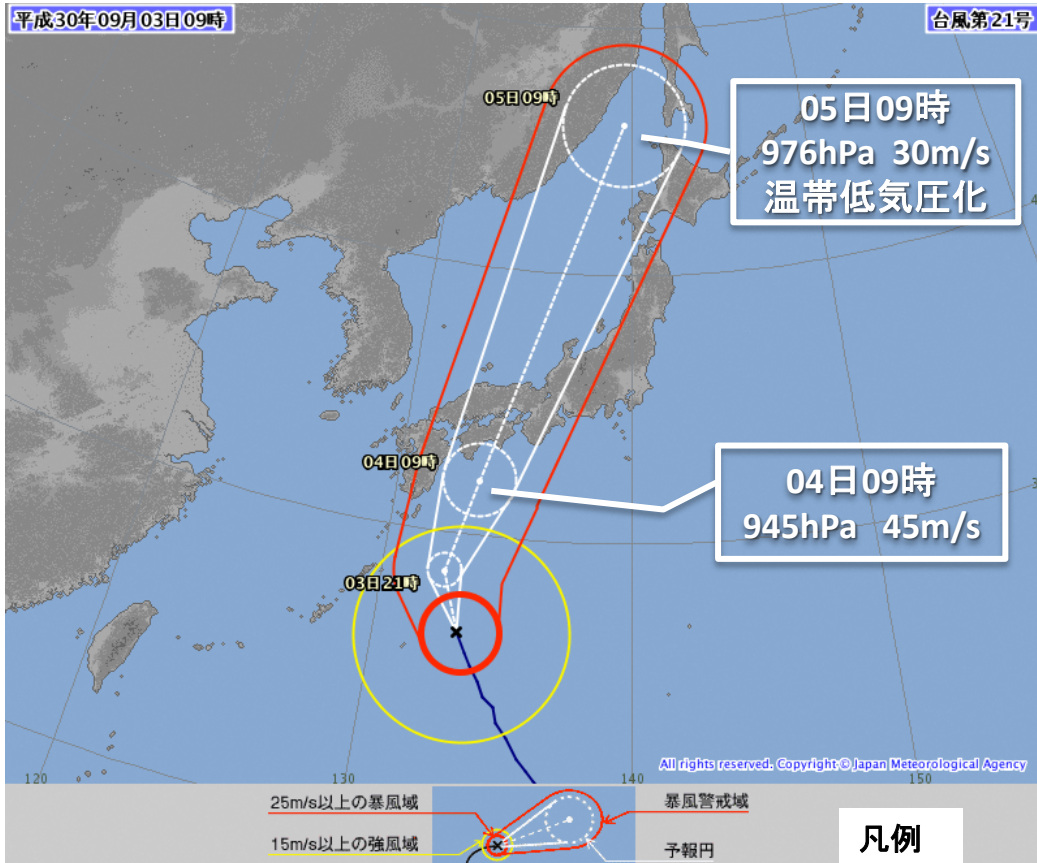 平成30年09月03日09時
台風第21号
05日09時
05日09時
976hPa 30m/s
温帯低気圧化
04日09時
04日09時
945hPa 45m/s
03日21時
All rights reserved. Copyright © Japan Meteorological Agency
120
130
140
150
25m/s以上の暴風域
暴風警戒域
15m/s以上の強風域
予報円
凡例